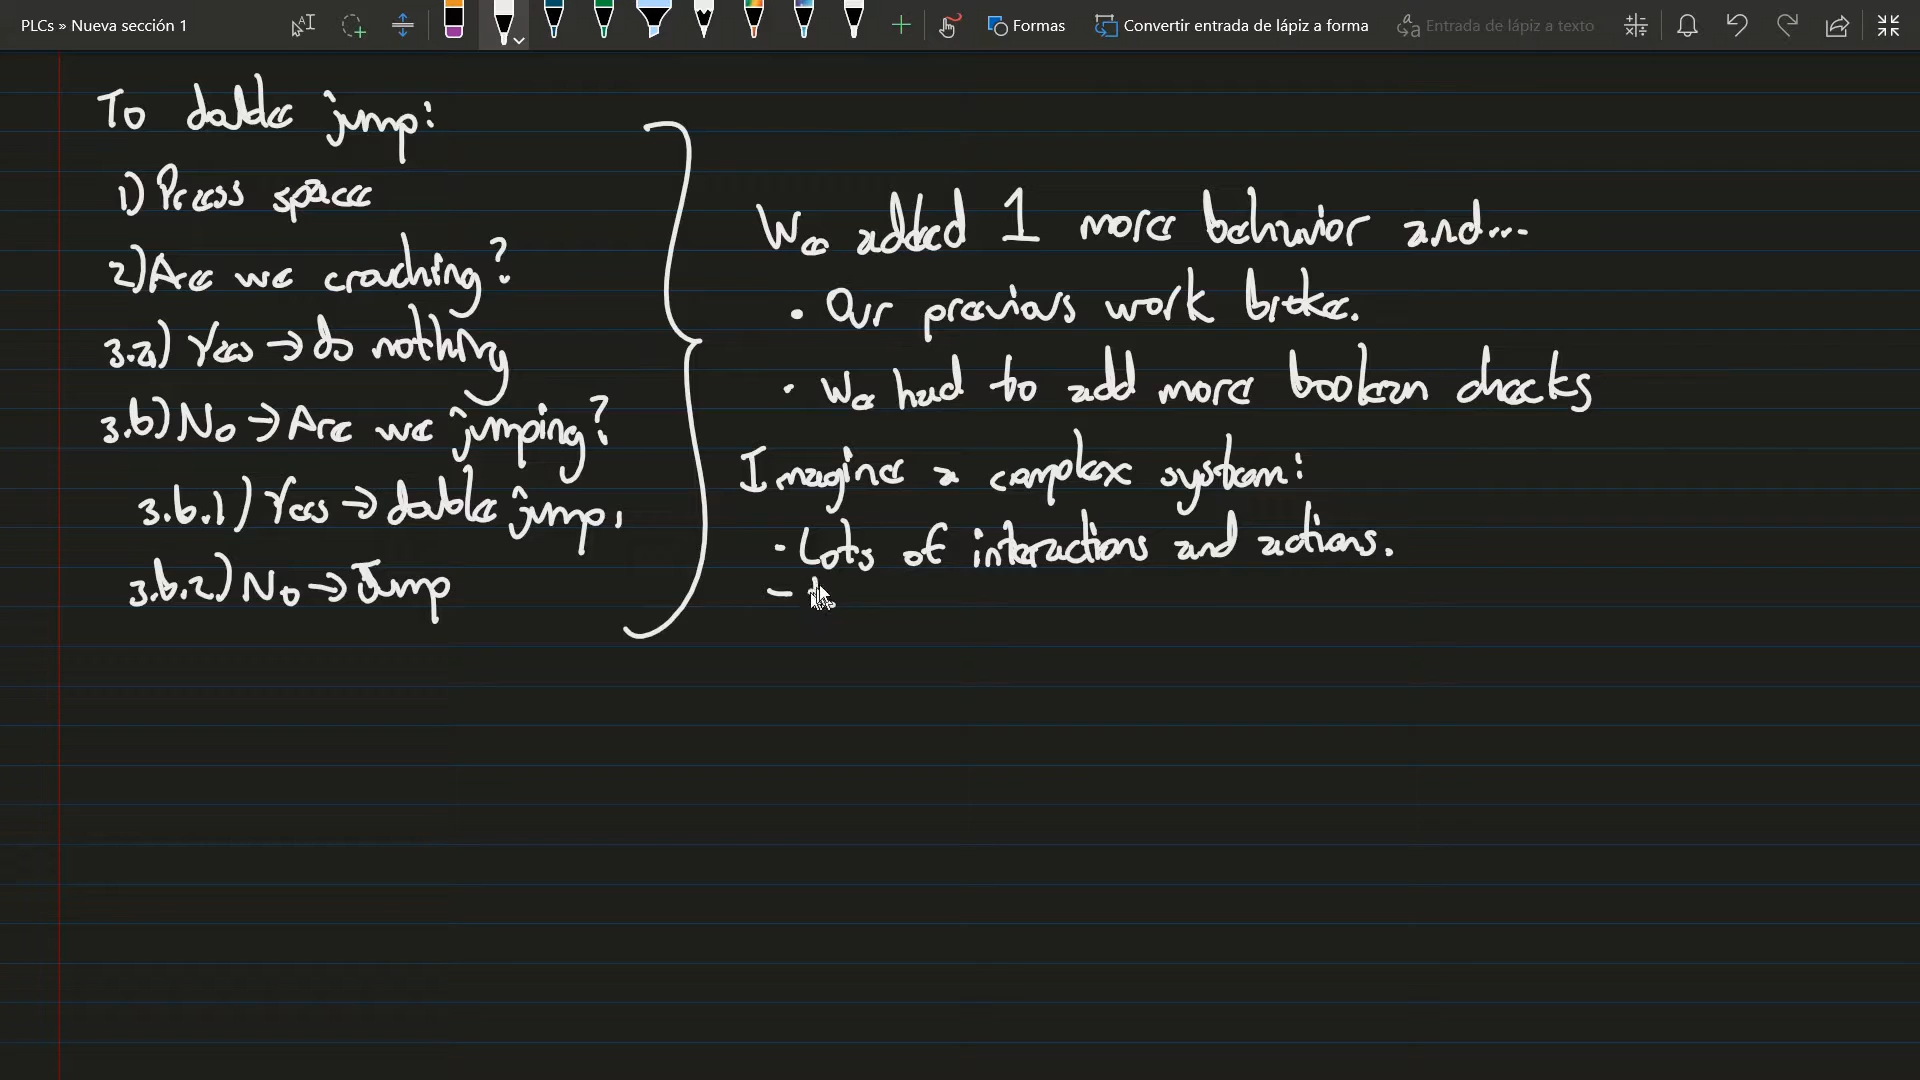 PLCs » Nueva sección 1
Formas
Convertir entrada de lápiz a forma
Entrada de lápiz a texto
To double jump:
1) Press space
2) Are we crouching?
3.a) Yes → do nothing
3.b) No → Are we jumping?
3.b.1) Yes → double jump.
3.b.2) No → Jump
We added 1 more behavior and...
• Our previous work broke.
• We had to add more boolean checks
Imagine a complex system:
• Lots of interactions and actions.
-